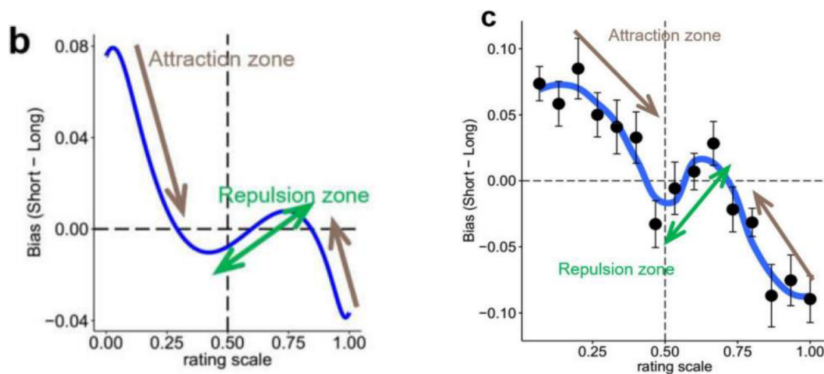 b
0.08
0.04
0.00
−0.04
Bias (Short − Long)
Attraction zone
Repulsion zone
0.00 0.25 0.50 0.75 1.00
rating scale
c
0.10
0.05
0.00
−0.05
−0.10
Bias (Short − Long)
Attraction zone
Repulsion zone
0.25 0.50 0.75 1.00
rating scale